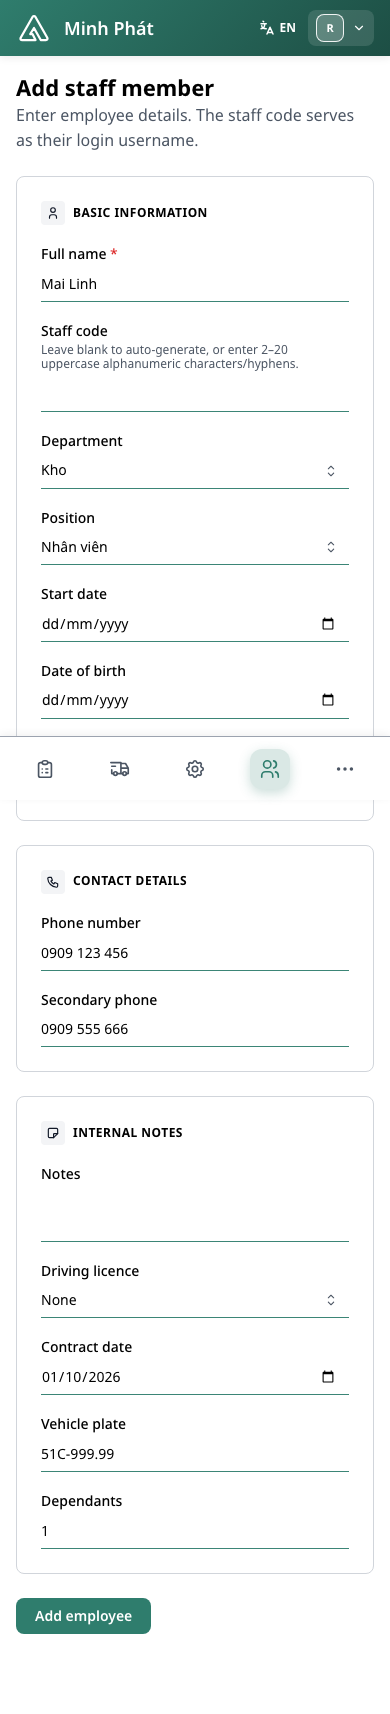 Minh Phát
EN
R
Add staff member
Enter employee details. The staff code serves
as their login username.
BASIC INFORMATION
Full name *
Mai Linh
Staff code
Leave blank to auto-generate, or enter 2–20
uppercase alphanumeric characters/hyphens.
Department
Kho
Position
Nhân viên
Start date
dd/mm/yyyy
Date of birth
dd/mm/yyyy
CONTACT DETAILS
Phone number
0909 123 456
Secondary phone
0909 555 666
INTERNAL NOTES
Notes
Driving licence
None
Contract date
01/10/2026
Vehicle plate
51C-999.99
Dependants
1
Add employee